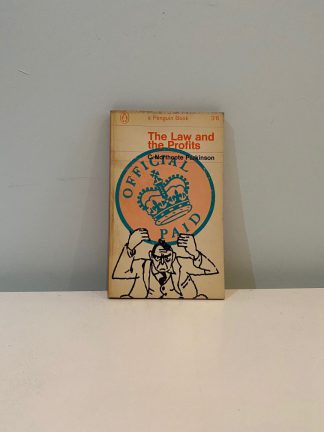 a Penguin Book 3'6
The Law and
the Profits
C. Northcote Parkinson
OFFICIAL
PAID